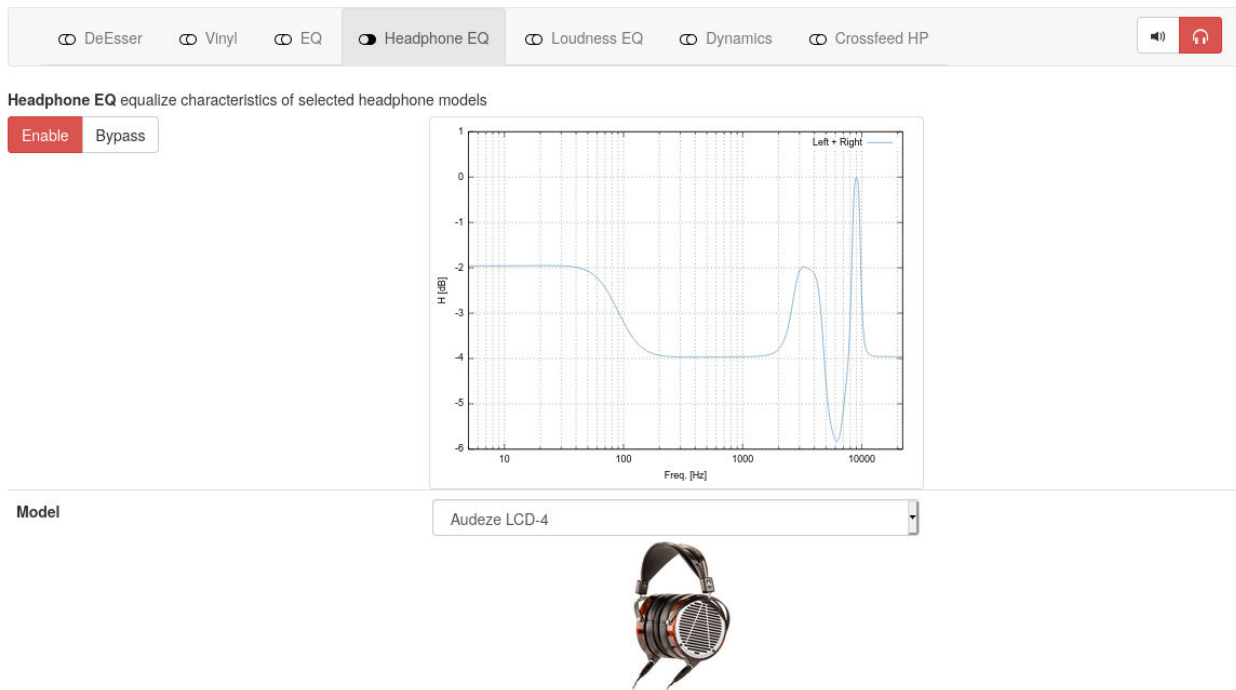 DeEsser Vinyl EQ Headphone EQ Loudness EQ Dynamics Crossfeed HP
Headphone EQ equalize characteristics of selected headphone models
Enable Bypass
Left + Right
1
0
-1
-2
-3
-4
-5
-6
H [dB]
10 100 1000 10000
Freq. [Hz]
Model
Audeze LCD-4